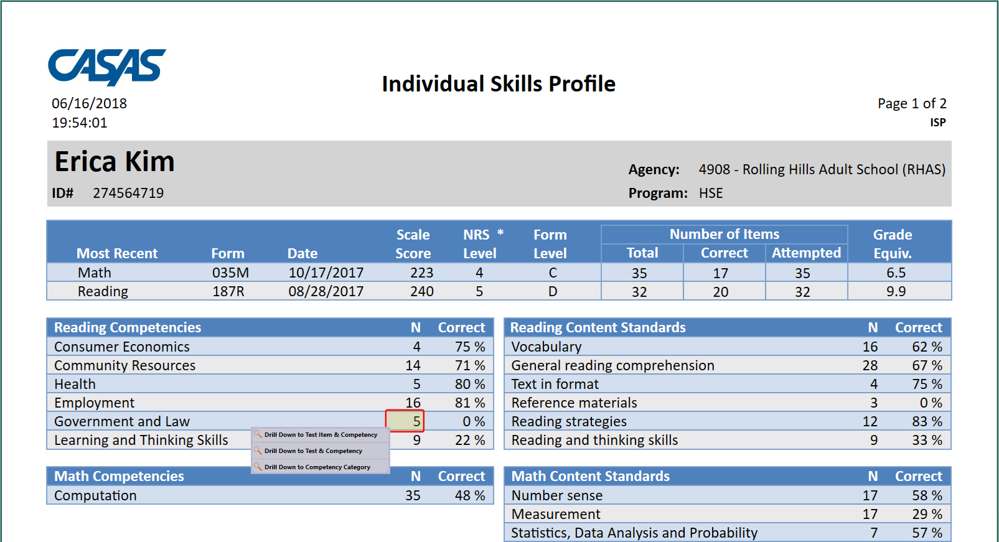 CASAS
Individual Skills Profile
06/16/2018
Page 1 of 2
19:54:01
ISP
Erica Kim
Agency: 4908 - Rolling Hills Adult School (RHAS)
ID# 274564719
Program: HSE
Scale NRS * Form Number of Items Grade
Most Recent Form Date Score Level Level Total Correct Attempted Equiv.
Math 035M 10/17/2017 223 4 C 35 17 35 6.5
Reading 187R 08/28/2017 240 5 D 32 20 32 9.9
Reading Competencies N Correct
Consumer Economics 4 75 %
Community Resources 14 71 %
Health 5 80 %
Employment 16 81 %
Government and Law 5 0 %
Learning and Thinking Skills 9 22 %
Drill Down to Test Item & Competency
Drill Down to Test & Competency
Drill Down to Competency Category
Reading Content Standards N Correct
Vocabulary 16 62 %
General reading comprehension 28 67 %
Text in format 4 75 %
Reference materials 3 0 %
Reading strategies 12 83 %
Reading and thinking skills 9 33 %
Math Competencies N Correct
Computation 35 48 %
Math Content Standards N Correct
Number sense 17 58 %
Measurement 17 29 %
Statistics, Data Analysis and Probability 7 57 %